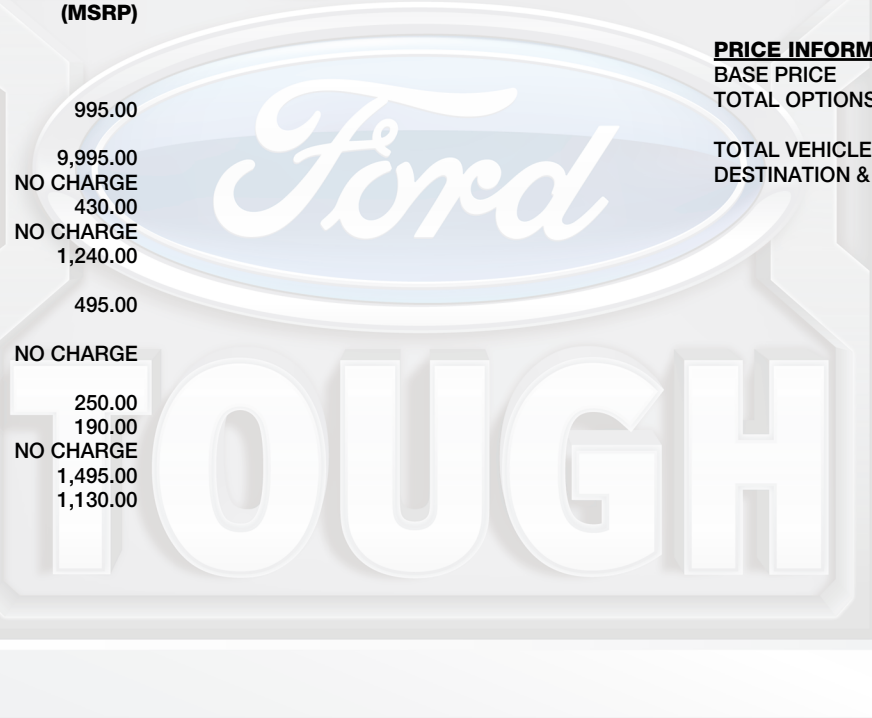 (MSRP)
995.00
9,995.00
NO CHARGE
430.00
NO CHARGE
1,240.00
495.00
NO CHARGE
250.00
190.00
NO CHARGE
1,495.00
1,130.00
PRICE INFORM
BASE PRICE
TOTAL OPTIONS
TOTAL VEHICLE
DESTINATION &
Ford
TOUGH